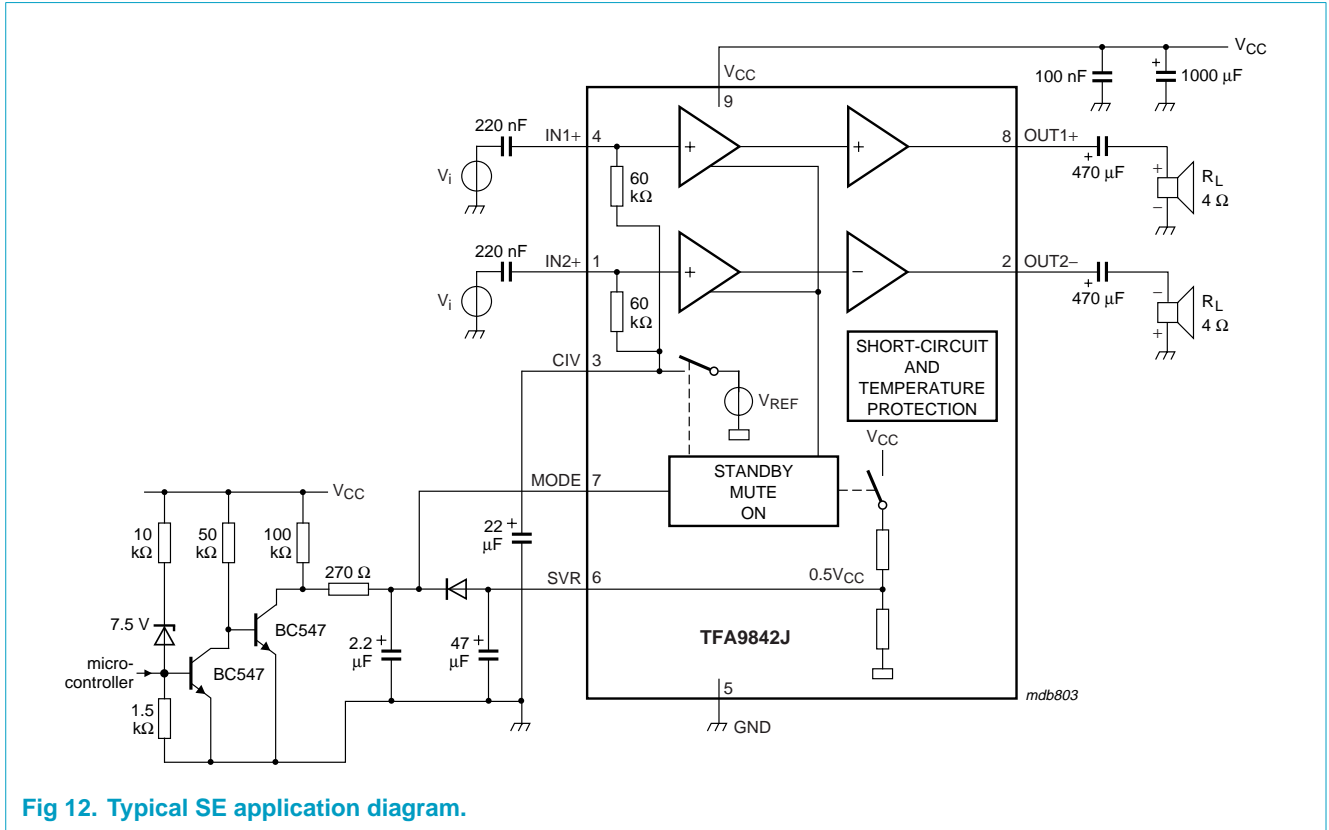 VCC
VCC
100 nF
+
1000 μF
9
220 nF
IN1+
4
+
+
8
OUT1+
+
470 μF
Vi
60
kΩ
+
−
RL
4 Ω
220 nF
IN2+
1
+
−
2
OUT2−
+
470 μF
Vi
60
kΩ
−
+
RL
4 Ω
SHORT-CIRCUIT
AND
TEMPERATURE
PROTECTION
CIV
3
VREF
VCC
MODE
7
STANDBY
MUTE
ON
VCC
10
kΩ
50
kΩ
100
kΩ
22
μF
+
270 Ω
SVR
6
0.5VCC
7.5 V
BC547
2.2
μF
+
47
μF
+
TFA9842J
micro-
controller
BC547
1.5
kΩ
5
GND
mdb803
Fig 12. Typical SE application diagram.